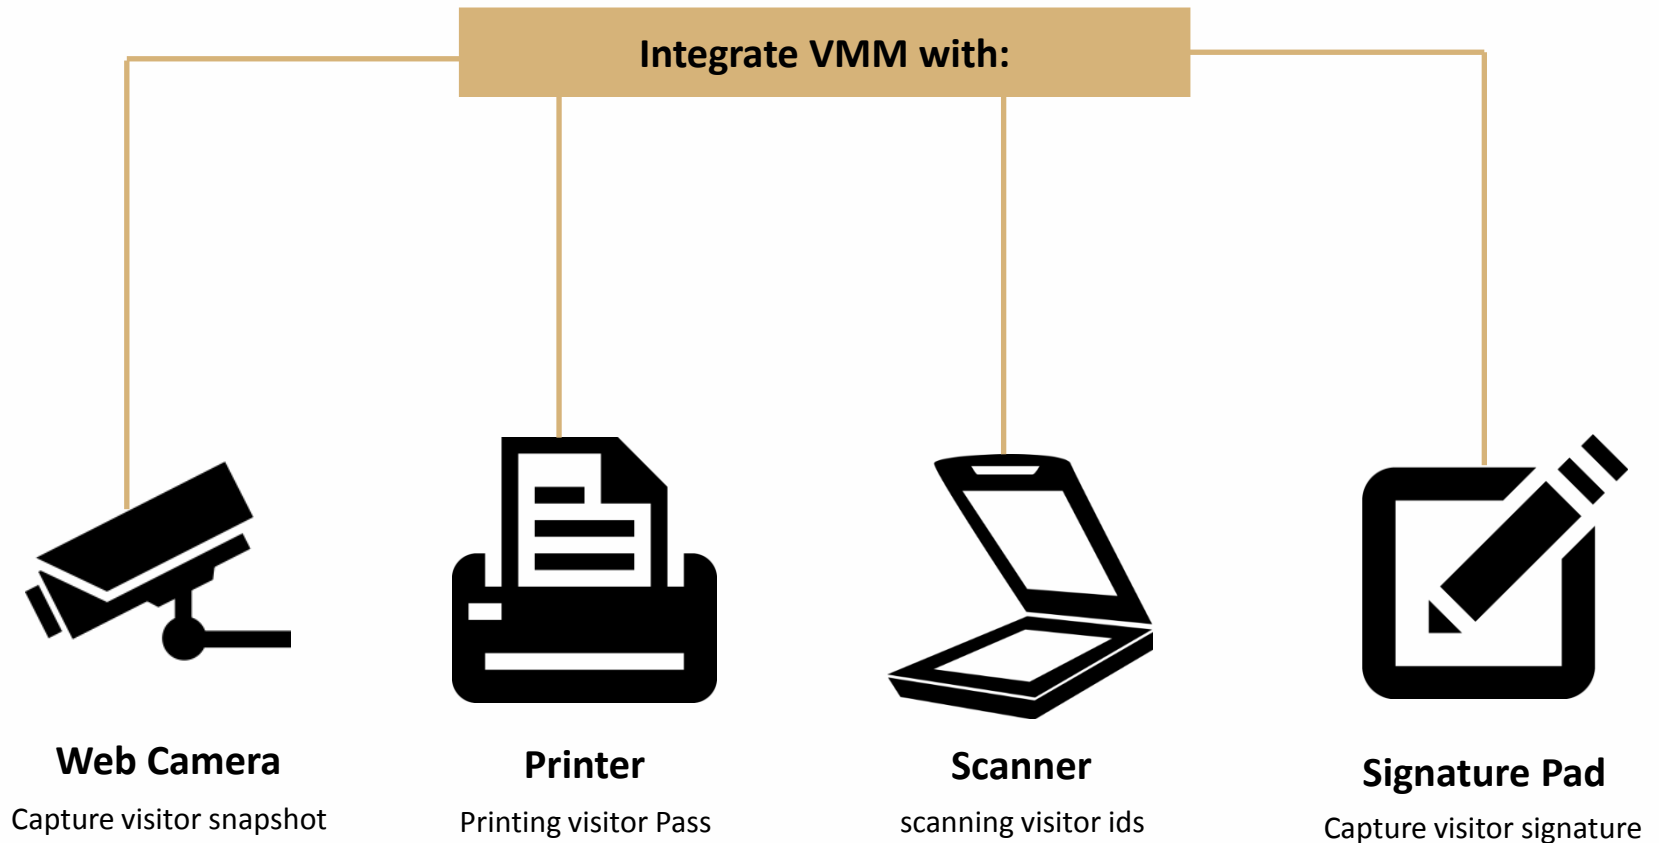 Integrate VMM with:
Web Camera
Capture visitor snapshot
Printer
Printing visitor Pass
Scanner
scanning visitor ids
Signature Pad
Capture visitor signature